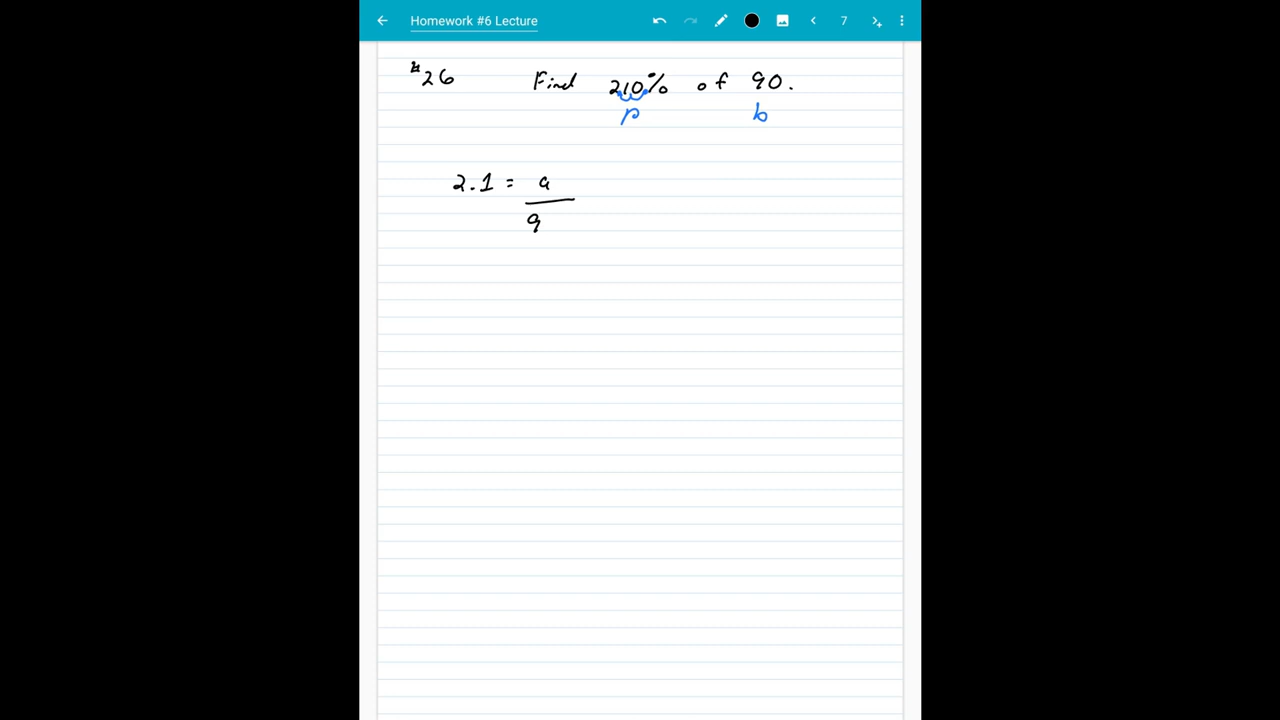 Homework #6 Lecture
7
#26 Find 210% of 90.
p b
2.1 = a
9